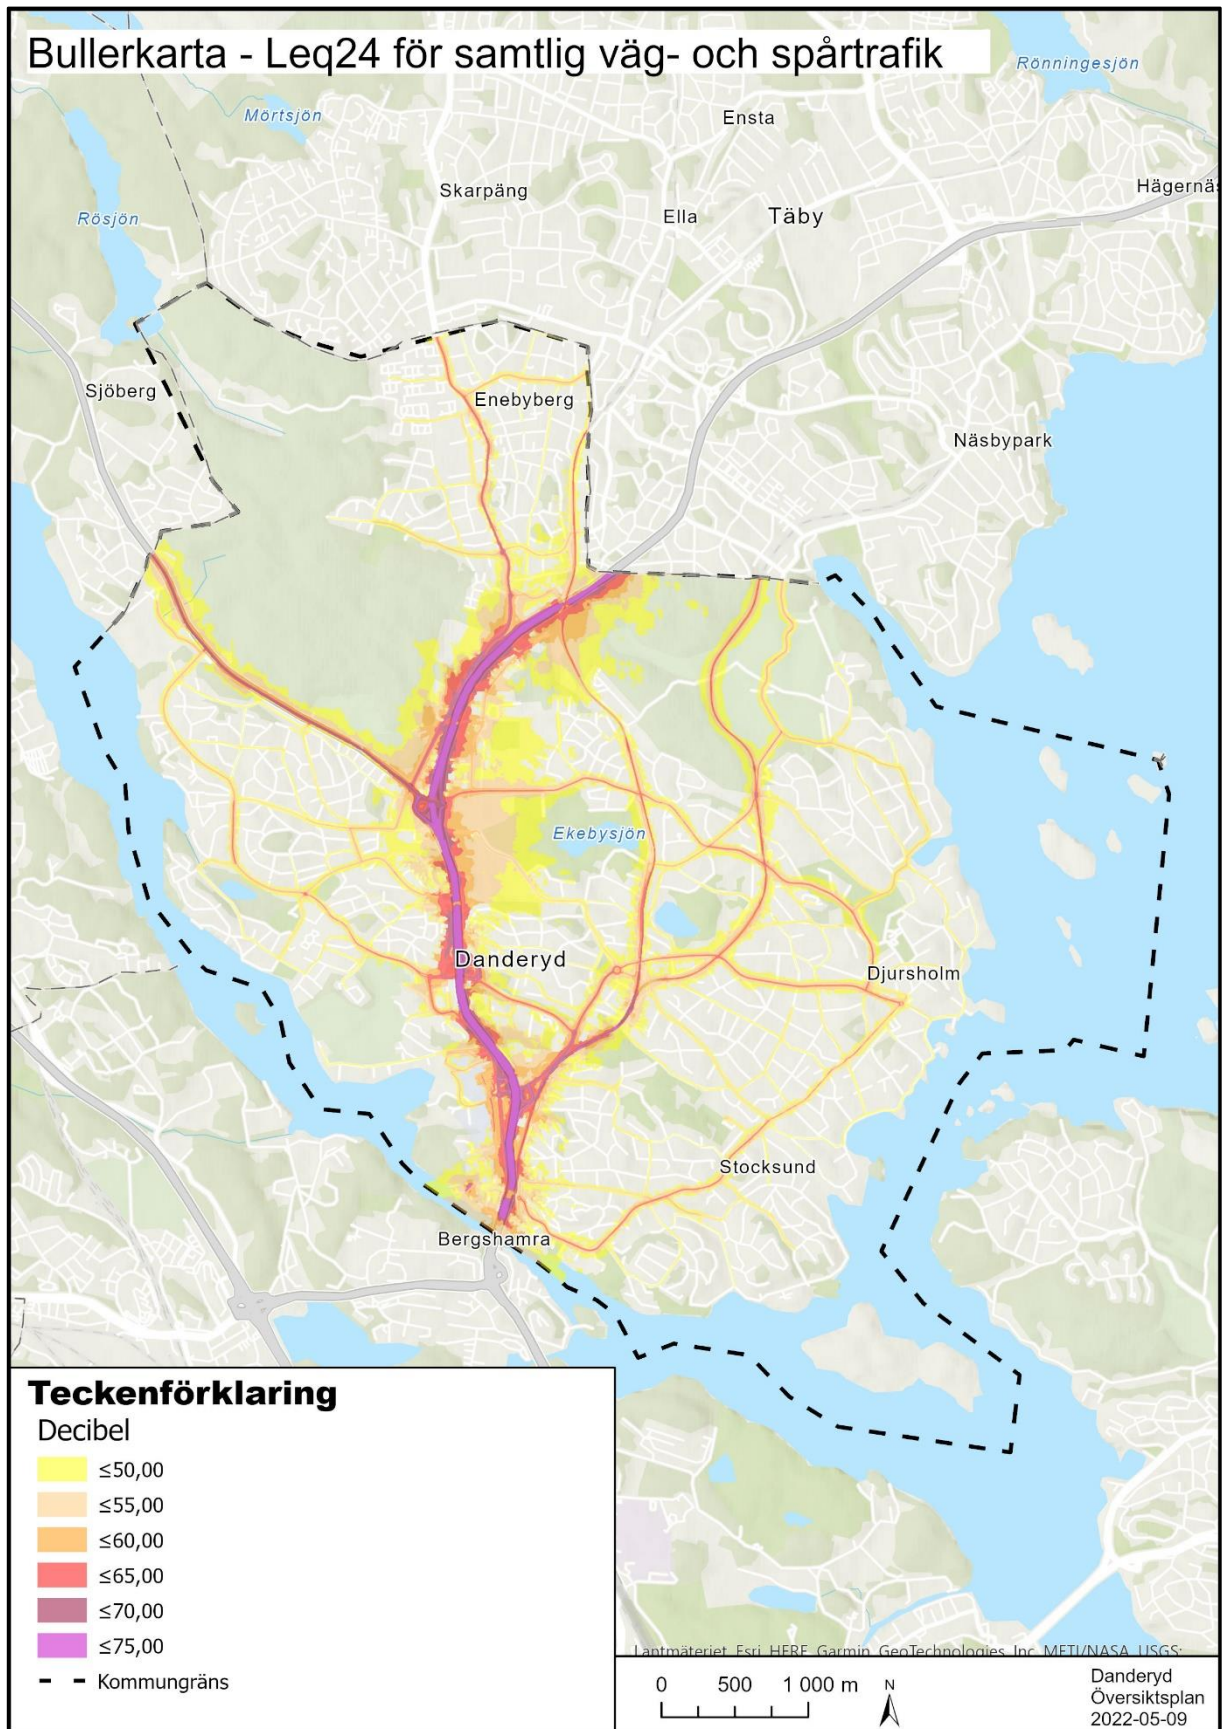 Bullerkarta - Leq24 för samtlig väg- och spårtrafik
Rönningesjön
Mörtsjön
Ensta
Skarpäng
Hägernäs
Rösjön
Ella
Täby
Sjöberg
Enebyberg
Näsbypark
Ekebysjön
Danderyd
Djursholm
Stocksund
Bergshamra
Teckenförklaring
Decibel
≤50,00
≤55,00
≤60,00
≤65,00
≤70,00
≤75,00
Kommungräns
Lantmäteriet, Esri, HERE, Garmin, GeoTechnologies, Inc, METI/NASA, USGS;
0 500 1 000 m
N
Danderyd
Översiktsplan
2022-05-09